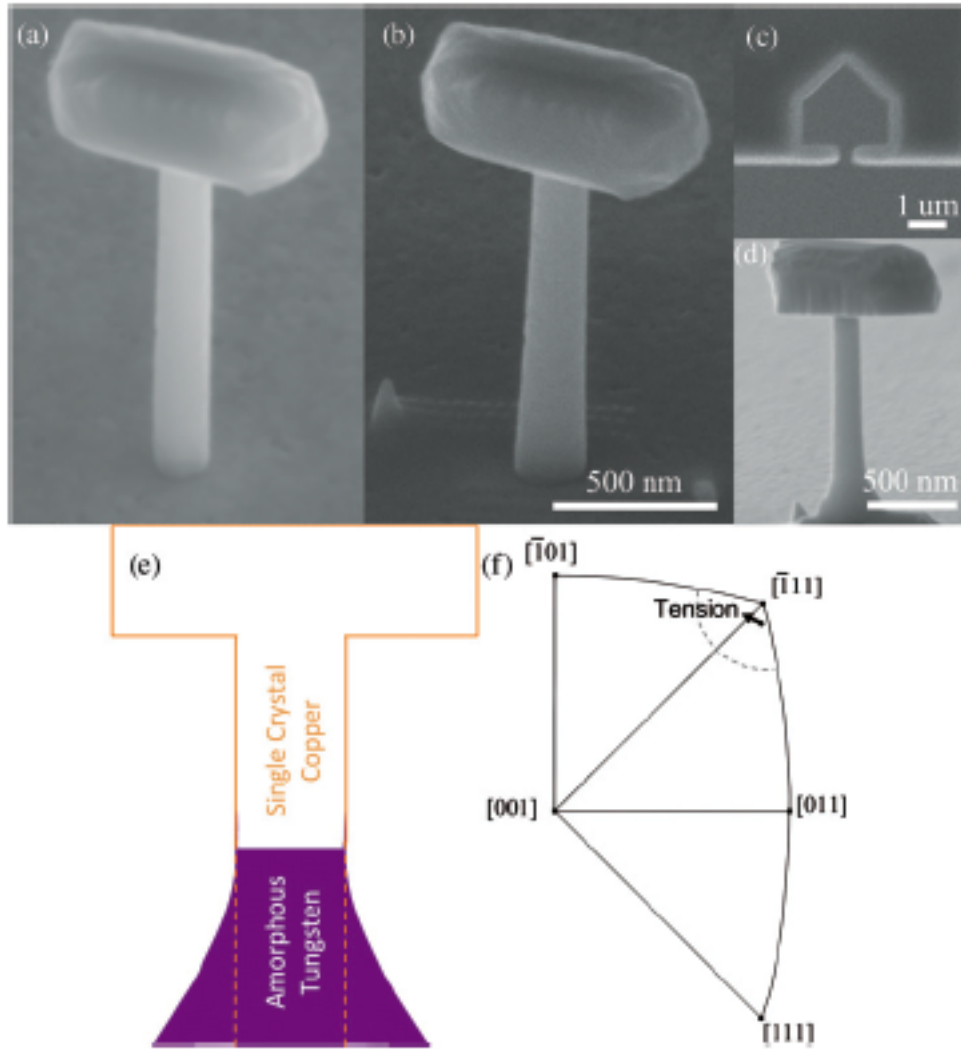 (a)
(b)
500 nm
(c)
1 um
(d)
500 nm
(e)
Single Crystal
Copper
Amorphous
Tungsten
(f)
[1̅01]
[1̅11]
Tension
[001]
[011]
[111]